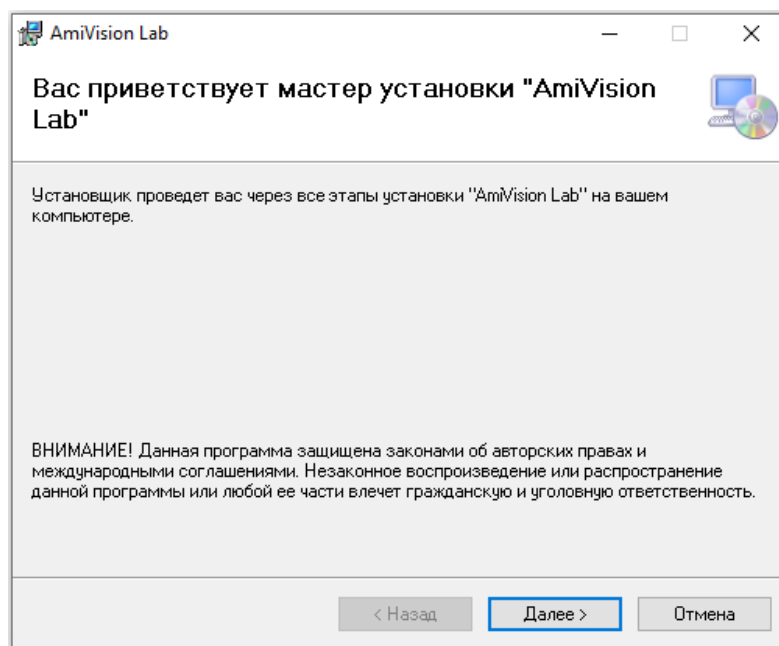 AmiVision Lab
Вас приветствует мастер установки "AmiVision
Lab"
Установщик проведет вас через все этапы установки "AmiVision Lab" на вашем
компьютере.
ВНИМАНИЕ! Данная программа защищена законами об авторских правах и
международными соглашениями. Незаконное воспроизведение или распространение
данной программы или любой ее части влечет гражданскую и уголовную ответственность.
< Назад Далее > Отмена